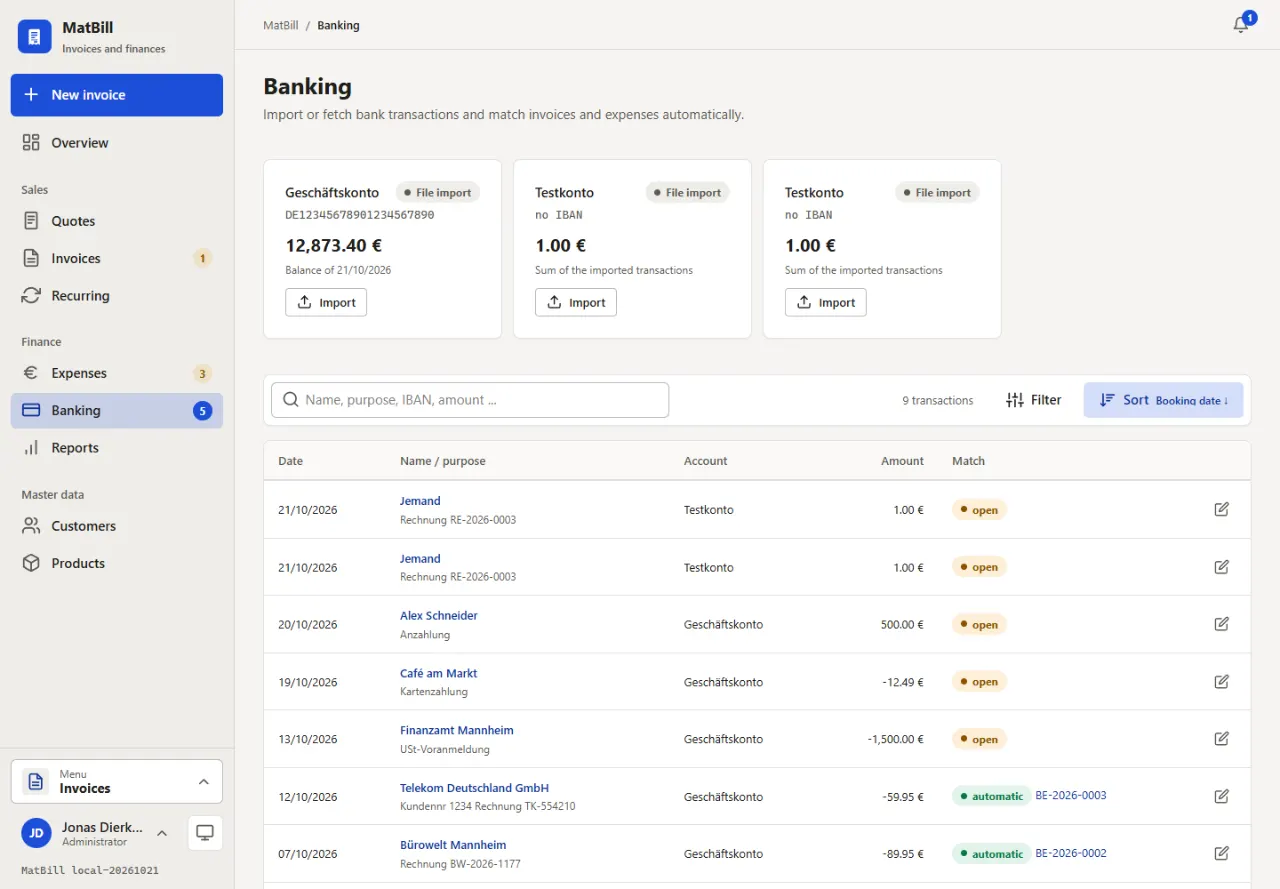 MatBill
Invoices and finances
New invoice
Overview
Sales
Quotes
Invoices 1
Recurring
Finance
Expenses 3
Banking 5
Reports
Master data
Customers
Products
Menu
Invoices
JD Jonas Dierk...
Administrator
MatBill local-20261021
MatBill / Banking
1
Banking
Import or fetch bank transactions and match invoices and expenses automatically.
Geschäftskonto File import
DE12345678901234567890
12,873.40 €
Balance of 21/10/2026
Import
Testkonto File import
no IBAN
1.00 €
Sum of the imported transactions
Import
Testkonto File import
no IBAN
1.00 €
Sum of the imported transactions
Import
Name, purpose, IBAN, amount ... 9 transactions Filter Sort Booking date ↓
Date Name / purpose Account Amount Match
21/10/2026 Jemand Testkonto 1.00 € open
Rechnung RE-2026-0003
21/10/2026 Jemand Testkonto 1.00 € open
Rechnung RE-2026-0003
20/10/2026 Alex Schneider Geschäftskonto 500.00 € open
Anzahlung
19/10/2026 Café am Markt Geschäftskonto -12.49 € open
Kartenzahlung
13/10/2026 Finanzamt Mannheim Geschäftskonto -1,500.00 € open
USt-Voranmeldung
12/10/2026 Telekom Deutschland GmbH Geschäftskonto -59.95 € automatic BE-2026-0003
Kundennr 1234 Rechnung TK-554210
07/10/2026 Bürowelt Mannheim Geschäftskonto -89.95 € automatic BE-2026-0002
Rechnung BW-2026-1177